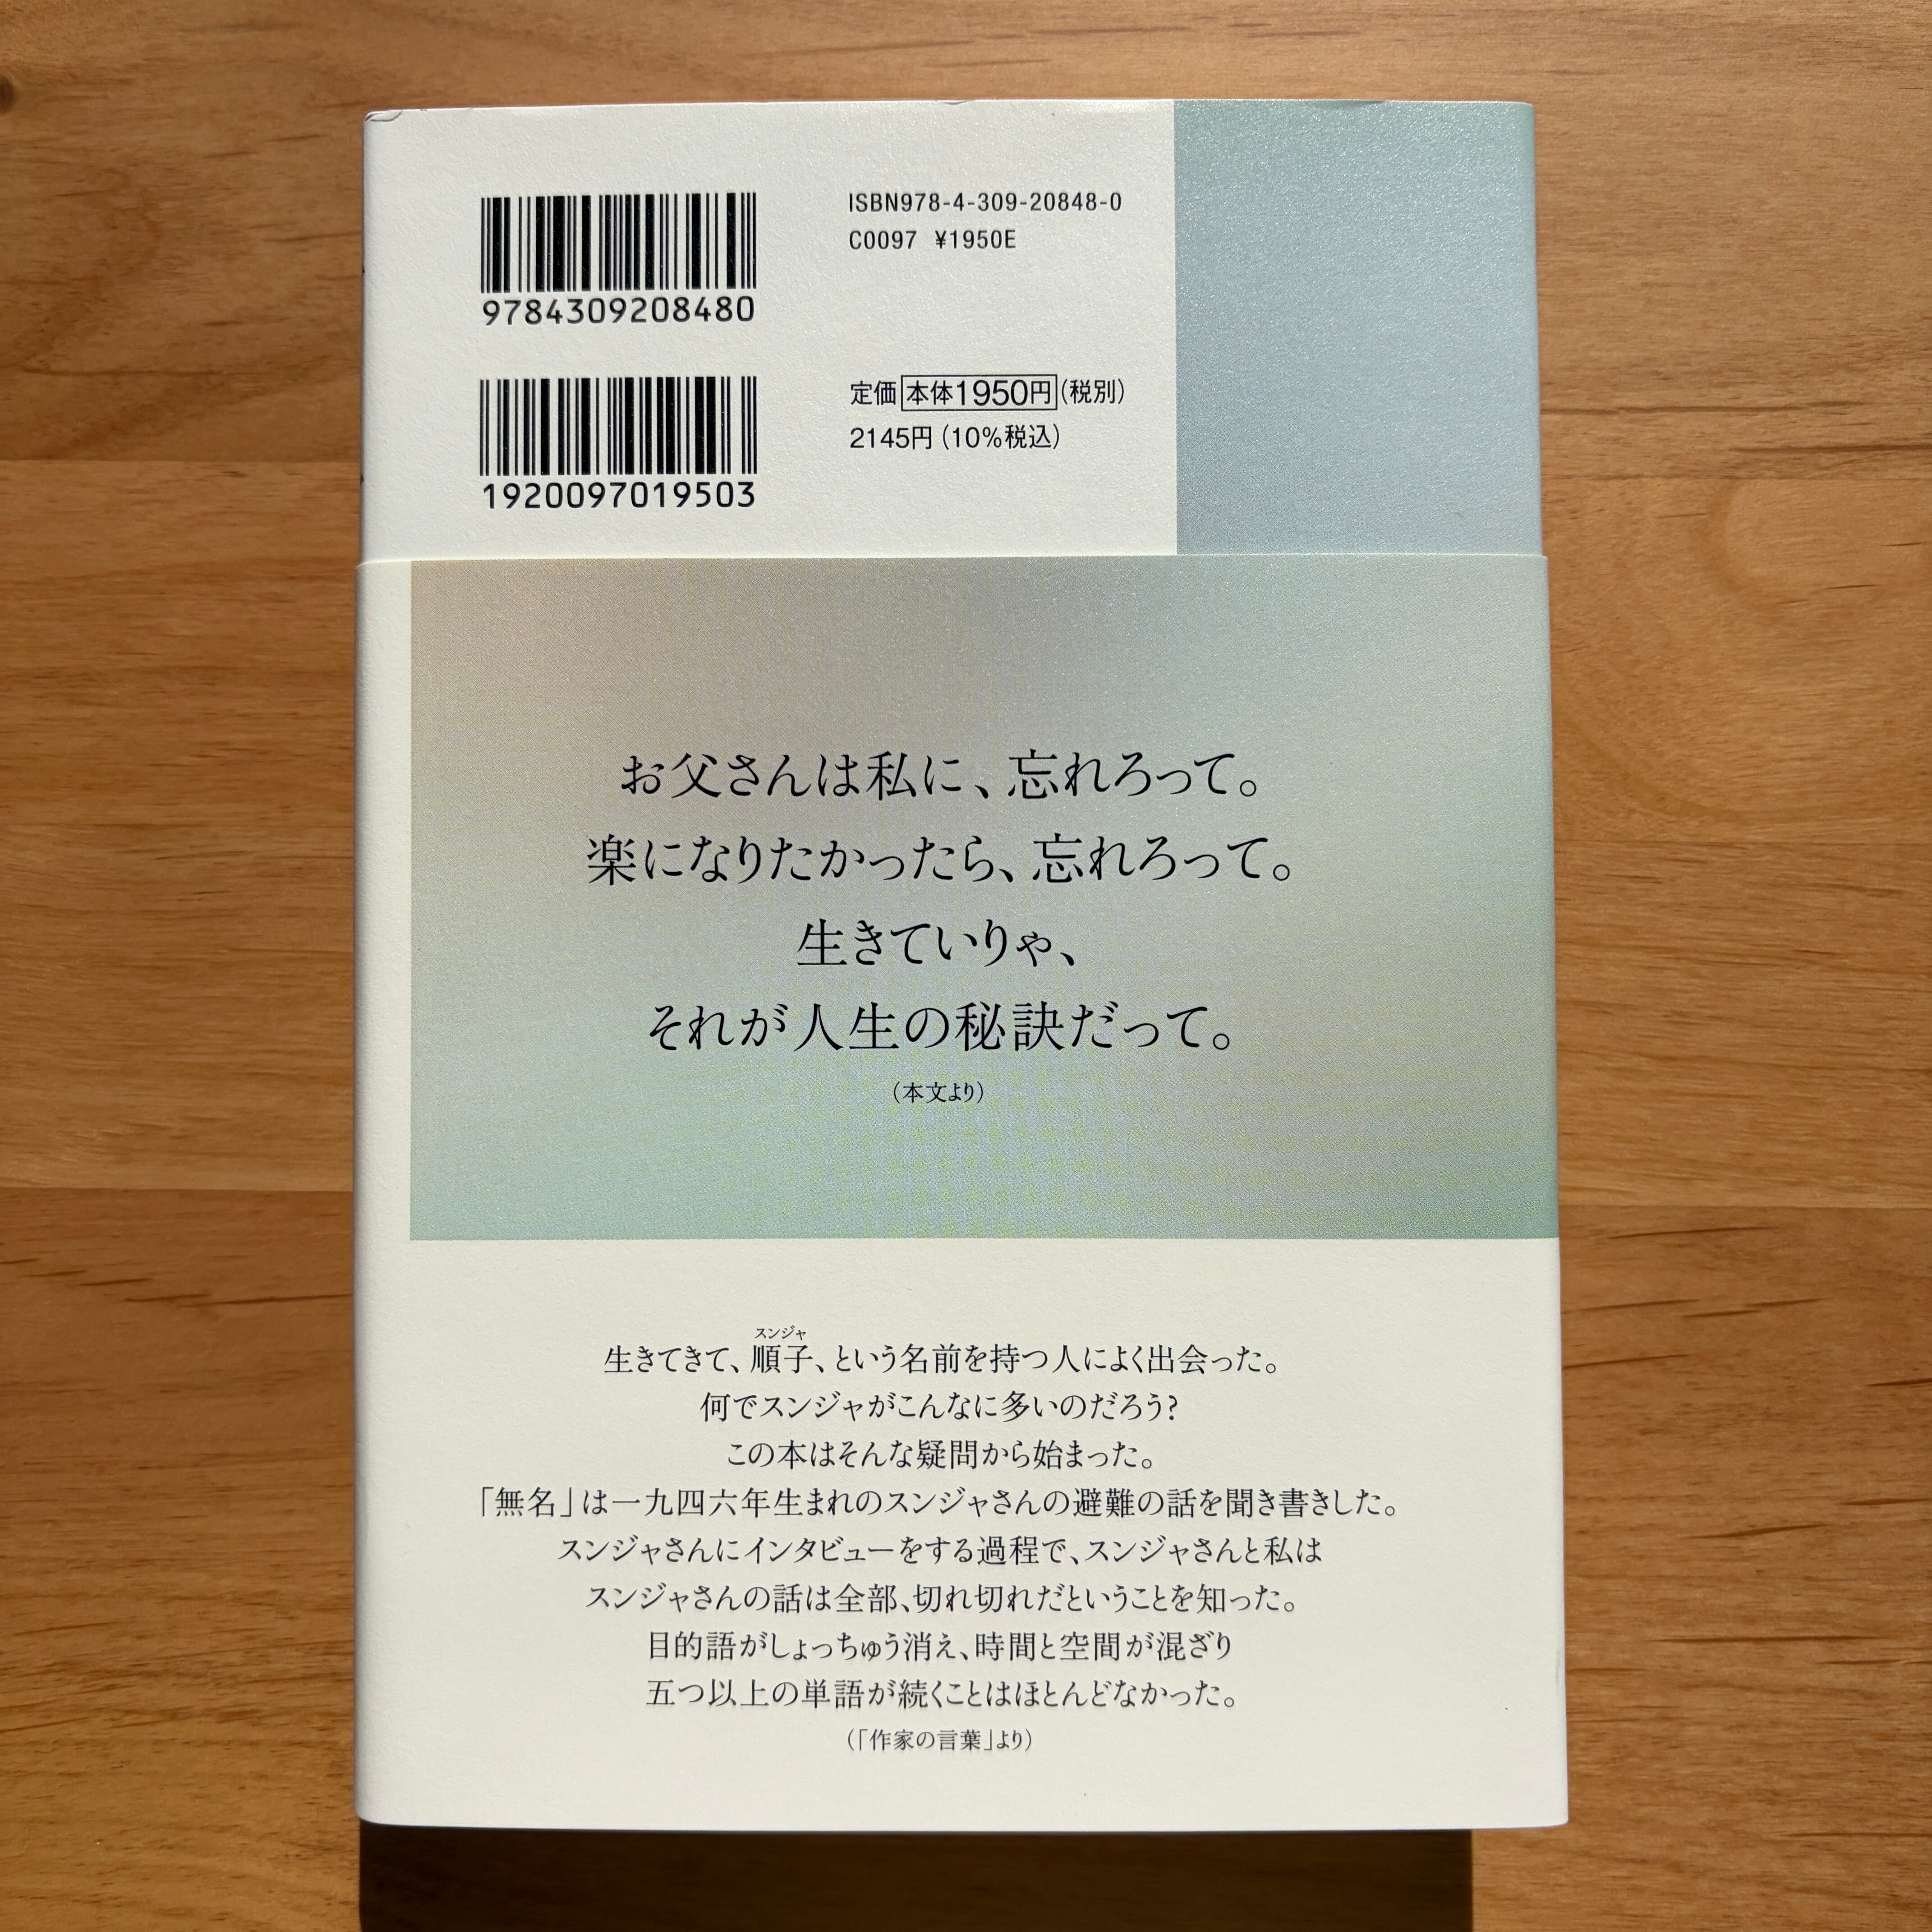 9784309208480
ISBN978-4-309-20848-0
C0097 ¥1950E
1920097019503
定価 本体1950円(税別)
2145円(10%税込)
お父さんは私に、忘れろって。
楽になりたかったら、忘れろって。
生きていりゃ、
それが人生の秘訣だって。
(本文より)
スンジャ
生きてきて、順子、という名前を持つ人によく出会った。
何でスンジャがこんなに多いのだろう?
この本はそんな疑問から始まった。
「無名」は一九四六年生まれのスンジャさんの避難の話を聞き書きした。
スンジャさんにインタビューをする過程で、スンジャさんと私は
スンジャさんの話は全部、切れ切れだということを知った。
目的語がしょっちゅう消え、時間と空間が混ざり
五つ以上の単語が続くことはほとんどなかった。
(「作家の言葉」より)